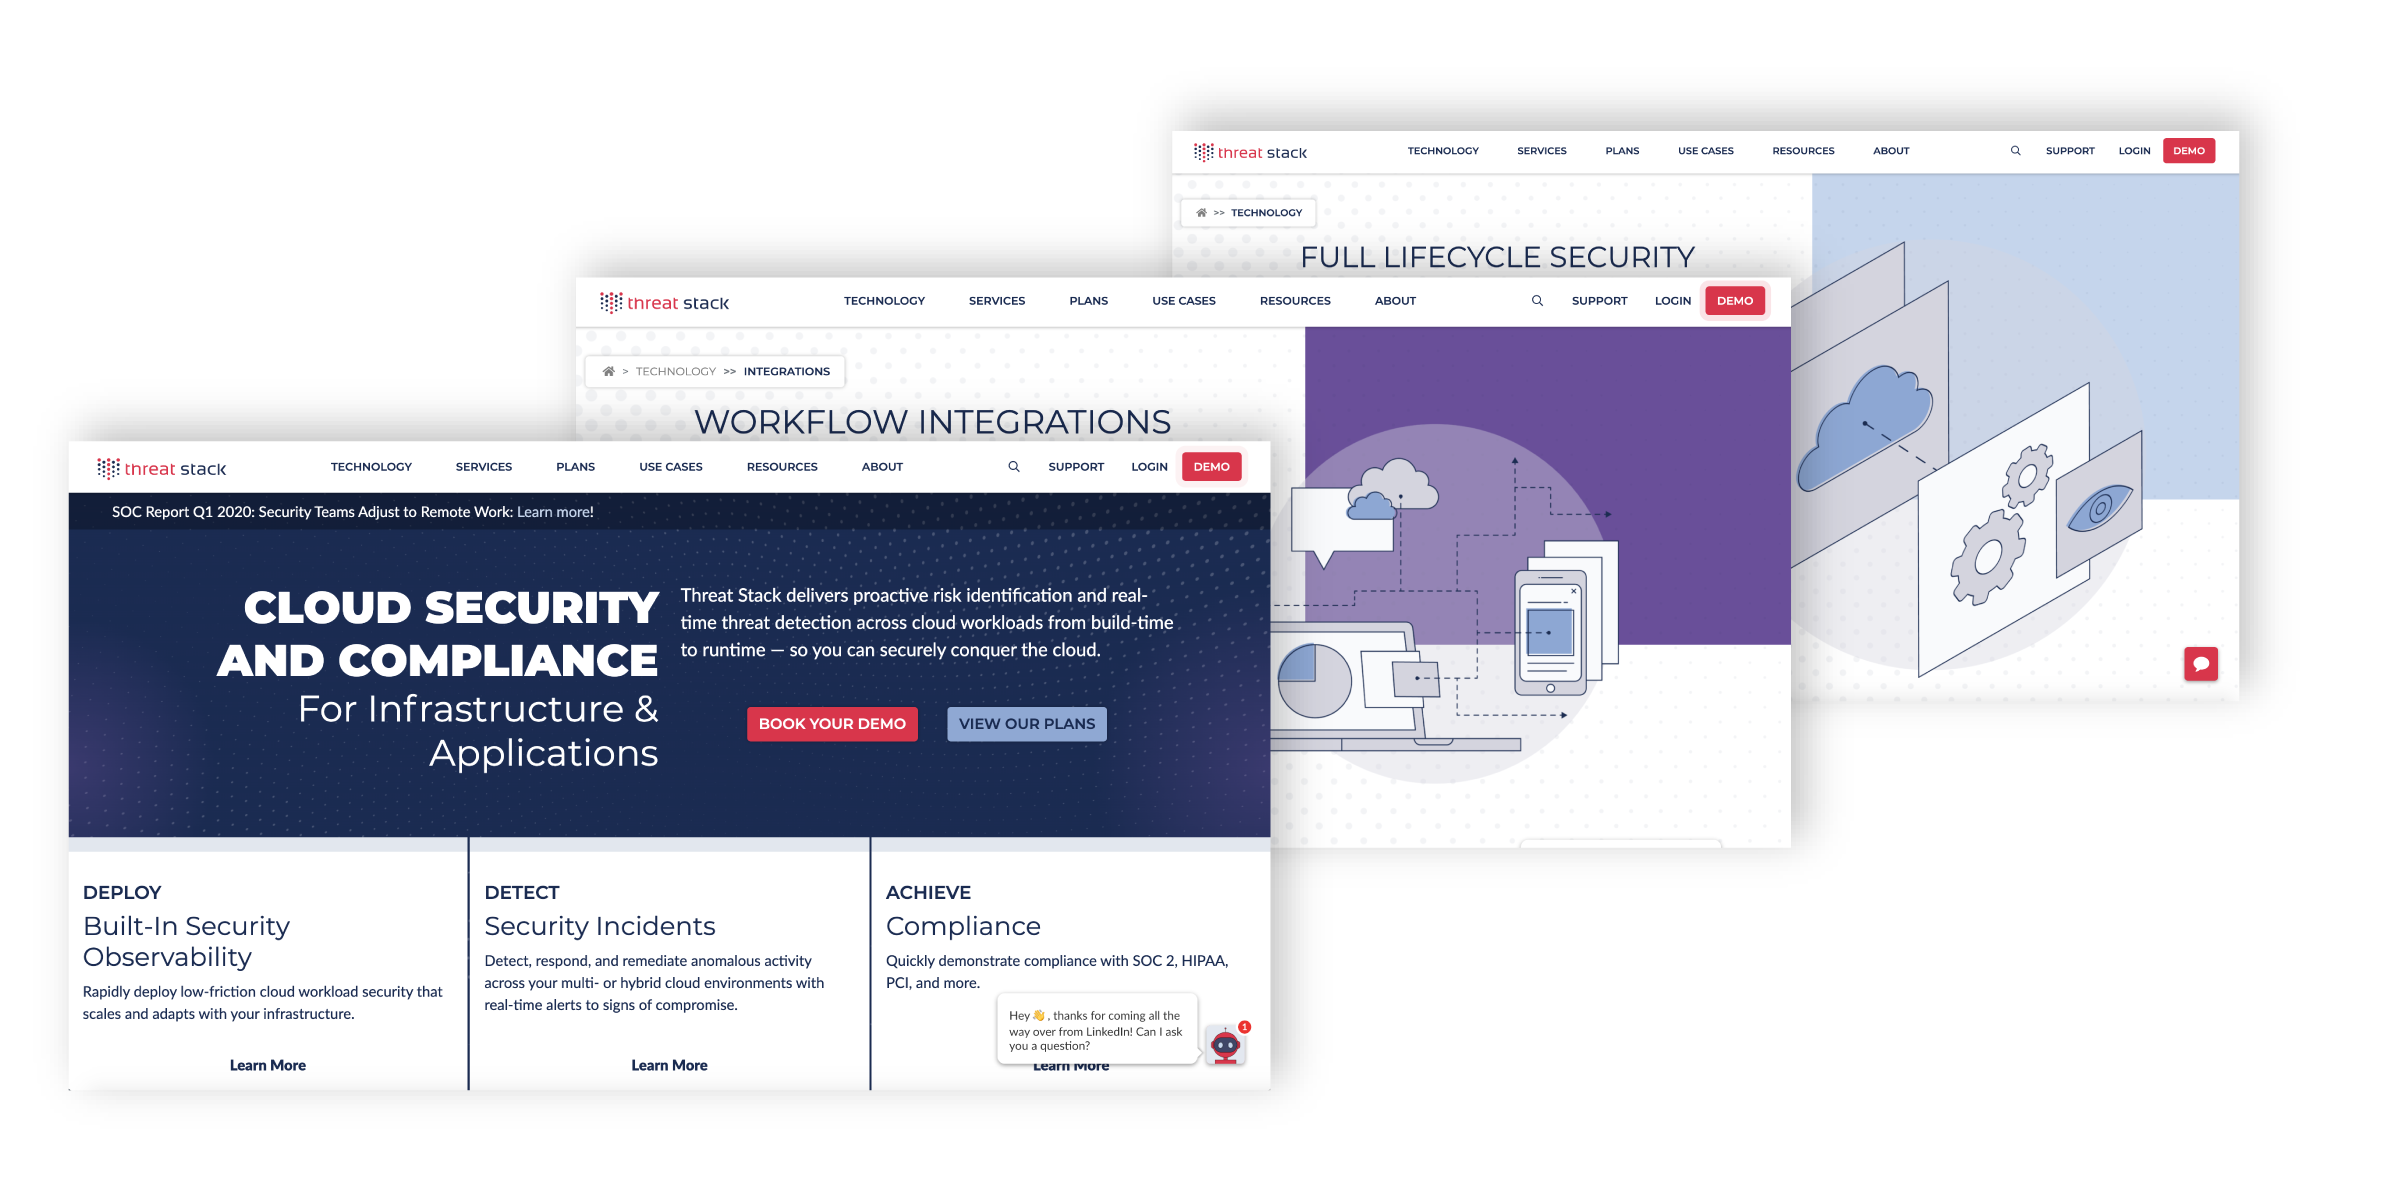 threat stack TECHNOLOGY SERVICES PLANS USE CASES RESOURCES ABOUT SUPPORT LOGIN DEMO
>> TECHNOLOGY
FULL LIFECYCLE SECURITY
threat stack TECHNOLOGY SERVICES PLANS USE CASES RESOURCES ABOUT SUPPORT LOGIN DEMO
> TECHNOLOGY >> INTEGRATIONS
WORKFLOW INTEGRATIONS
threat stack TECHNOLOGY SERVICES PLANS USE CASES RESOURCES ABOUT SUPPORT LOGIN DEMO
SOC Report Q1 2020: Security Teams Adjust to Remote Work: Learn more!
CLOUD SECURITY
AND COMPLIANCE
For Infrastructure &
Applications
Threat Stack delivers proactive risk identification and real-
time threat detection across cloud workloads from build-time
to runtime — so you can securely conquer the cloud.
BOOK YOUR DEMO VIEW OUR PLANS
DEPLOY
Built-In Security
Observability
Rapidly deploy low-friction cloud workload security that
scales and adapts with your infrastructure.
Learn More
DETECT
Security Incidents
Detect, respond, and remediate anomalous activity
across your multi- or hybrid cloud environments with
real-time alerts to signs of compromise.
Learn More
ACHIEVE
Compliance
Quickly demonstrate compliance with SOC 2, HIPAA,
PCI, and more.
Learn More
Hey 👋 , thanks for coming all the
way over from LinkedIn! Can I ask
you a question?
1